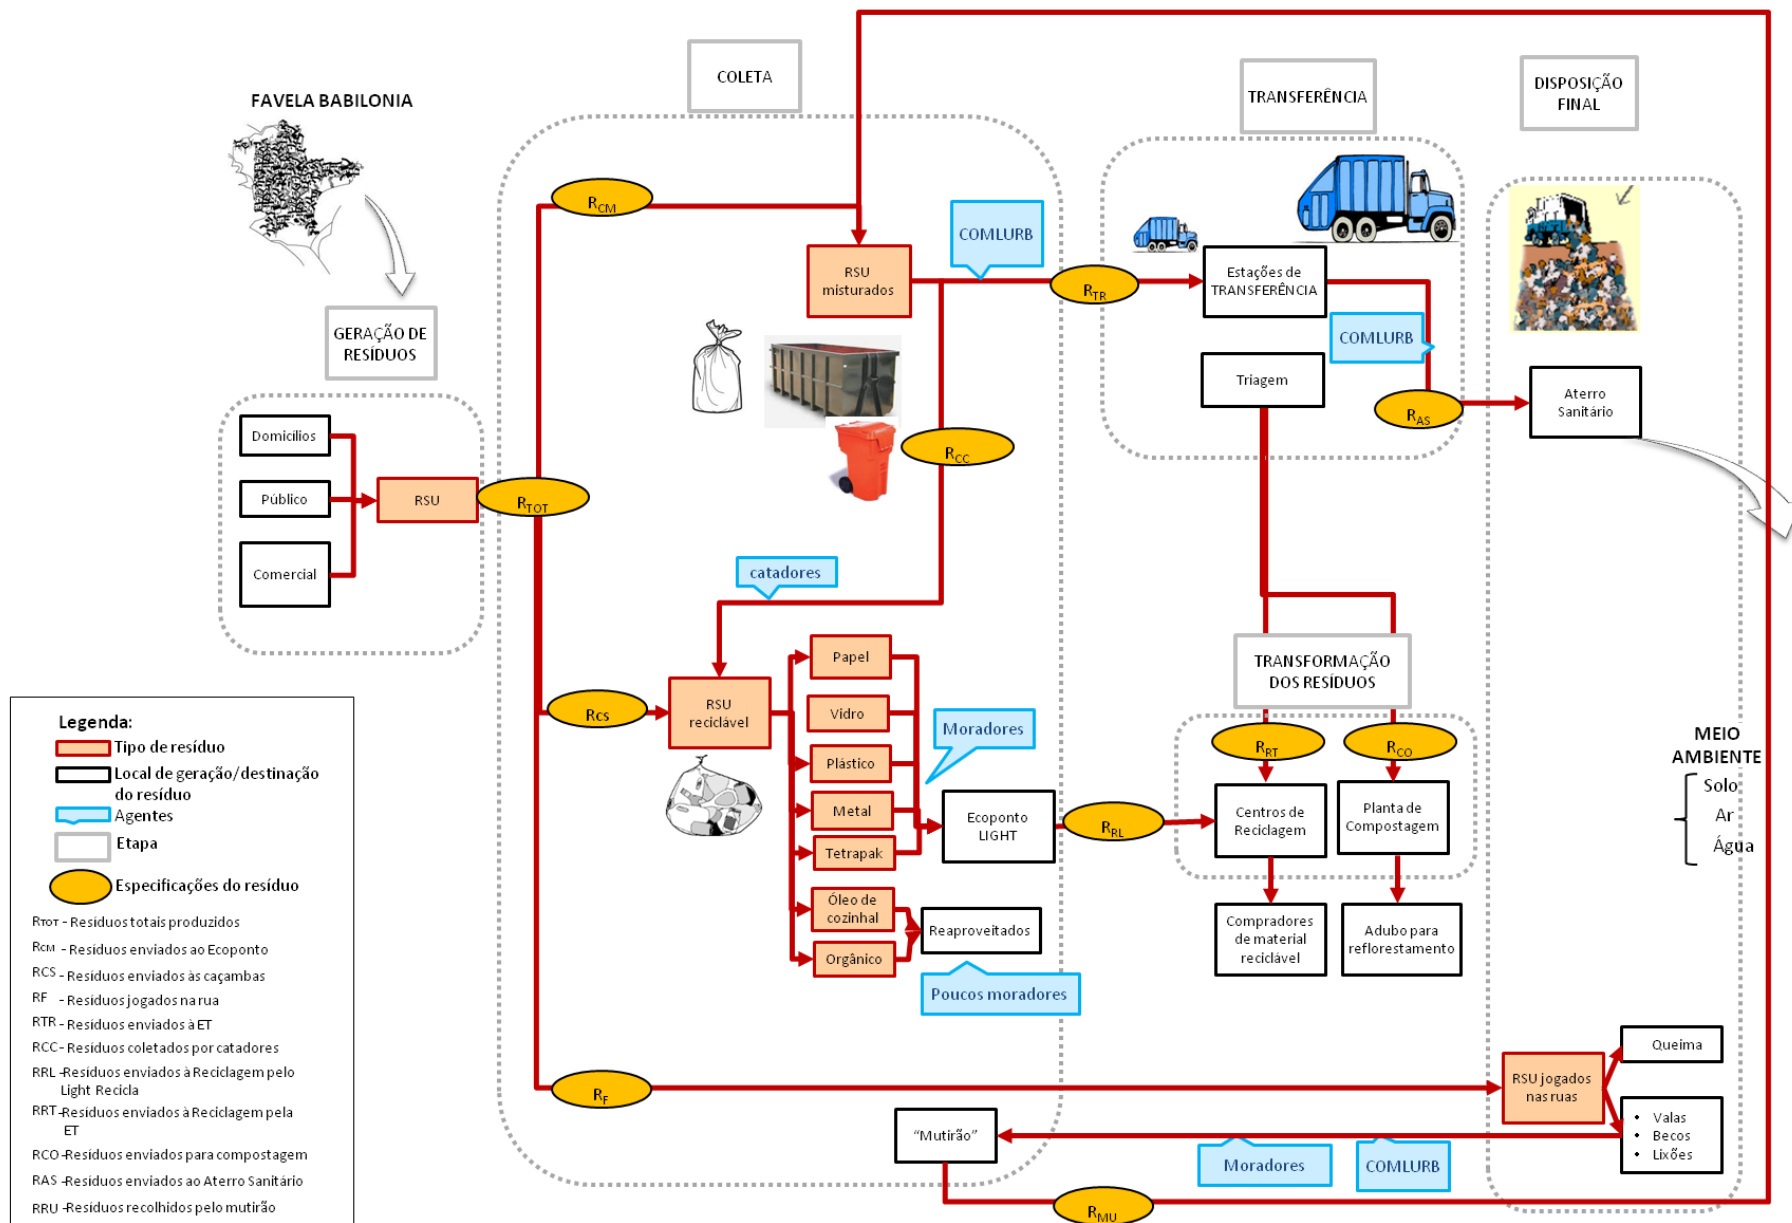 COLETA
TRANSFERÊNCIA
DISPOSIÇÃO
FINAL
FAVELA BABILONIA
GERAÇÃO DE
RESÍDUOS
Domicílios
Público
Comercial
RSU
RTOT
RCM
RSU
misturados
COMLURB
RTR
Estações de
TRANSFERÊNCIA
COMLURB
Triagem
RAS
Aterro
Sanitário
RCC
catadores
Rcs
RSU
reciclável
Papel
Vidro
Plástico
Metal
Tetrapak
Óleo de
cozinhal
Orgânico
Moradores
Ecoponto
LIGHT
Reaproveitados
Poucos moradores
RRL
TRANSFORMAÇÃO
DOS RESÍDUOS
RRT
RCO
Centros de
Reciclagem
Planta de
Compostagem
Compradores
de material
reciclável
Adubo para
reflorestamento
MEIO
AMBIENTE
Solo
Ar
Água
RF
RSU jogados
nas ruas
Queima
• Valas
• Becos
• Lixões
"Mutirão"
Moradores
COMLURB
RMU
Legenda:
Tipo de resíduo
Local de geração/destinação
do resíduo
Agentes
Etapa
Especificações do resíduo
RTOT - Resíduos totais produzidos
RCM - Resíduos enviados ao Ecoponto
RCS - Resíduos enviados às caçambas
RF - Resíduos jogados na rua
RTR - Resíduos enviados à ET
RCC - Resíduos coletados por catadores
RRL -Resíduos enviados à Reciclagem pelo
Light Recicla
RRT -Resíduos enviados à Reciclagem pela
ET
RCO -Resíduos enviados para compostagem
RAS -Resíduos enviados ao Aterro Sanitário
RRU -Resíduos recolhidos pelo mutirão